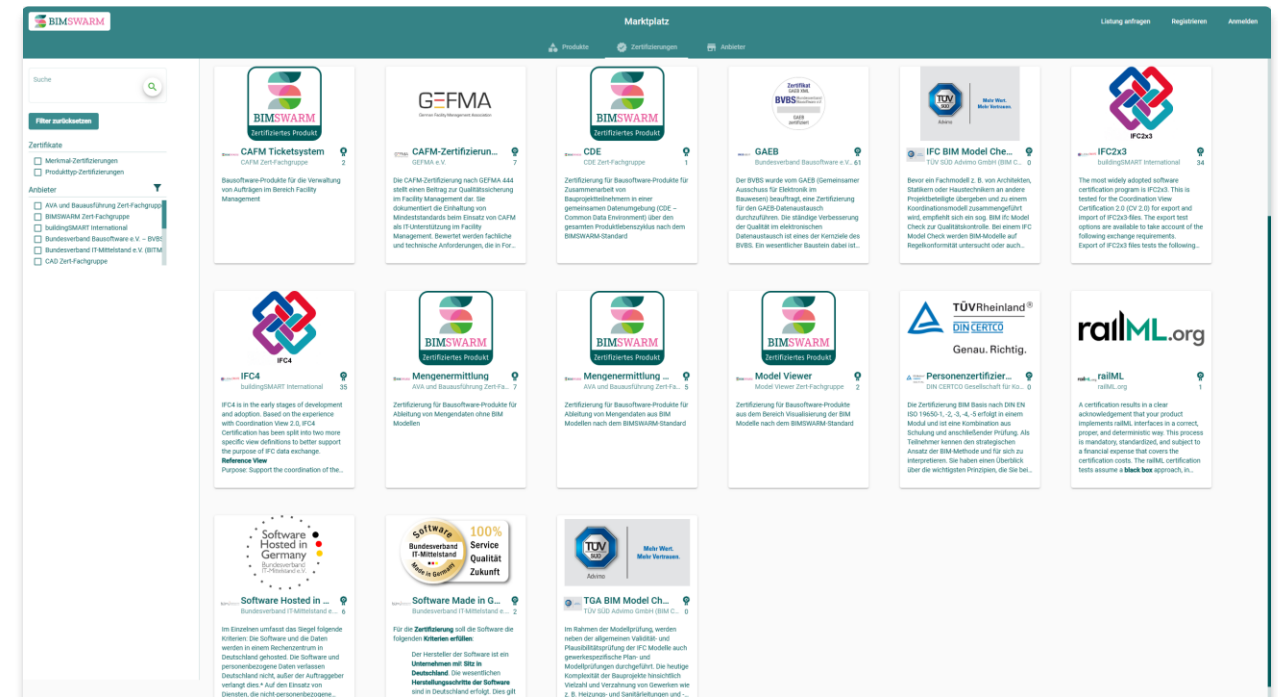 BIMSWARM
Marktplatz
Listung anfragen
Registrieren
Anmelden
Produkte
Zertifizierungen
Anbieter
Suche
Filter zurücksetzen
Zertifikate
Merkmal-Zertifizierungen
Produkttyp-Zertifizierungen
Anbieter
AVA und Bauausführung Zert-Fachgrupp
BIMSWARM Zert-Fachgruppe
buildingSMART International
Bundesverband Bausoftware e.V. – BVBS
Bundesverband IT-Mittelstand e.V. (BITM
CAD Zert-Fachgruppe
BIMSWARM
Zertifiziertes Produkt
CAFM Ticketsystem
CAFM Zert-Fachgruppe 2
Bausoftware-Produkte für die Verwaltung
von Aufträgen im Bereich Facility
Management
GEFMA
German Facility Management Association
CAFM-Zertifizierun...
GEFMA e.V. 7
Die CAFM-Zertifizierung nach GEFMA 444
stellt einen Beitrag zur Qualitätssicherung
im Facility Management dar. Sie
dokumentiert die Einhaltung von
Mindeststandards beim Einsatz von CAFM
als IT-Unterstützung im Facility
Management. Bewertet werden fachliche
und technische Anforderungen, die in For...
BIMSWARM
Zertifiziertes Produkt
CDE
CDE Zert-Fachgruppe 1
Zertifizierung für Bausoftware-Produkte für
Zusammenarbeit von
Bauprojektteilnehmern in einer
gemeinsamen Datenumgebung (CDE –
Common Data Environment) über den
gesamten Produktlebenszyklus nach dem
BIMSWARM-Standard
Zertifikat
GAEB XML
BVBS
GAEB
zertifiziert
GAEB
Bundesverband Bausoftware e.V... 61
Der BVBS wurde vom GAEB (Gemeinsamer
Ausschuss für Elektronik im
Bauwesen) beauftragt, eine Zertifizierung
für den GAEB-Datenaustausch
durchzuführen. Die ständige Verbesserung
der Qualität im elektronischen
Datenaustausch ist eines der Kernziele des
BVBS. Ein wesentlicher Baustein dabei ist...
TÜV
SÜD
Advimo
Mehr Wert.
Mehr Vertrauen.
IFC BIM Model Che...
TÜV SÜD Advimo GmbH (BIM C... 0
Bevor ein Fachmodell z. B. von Architekten,
Statikern oder Haustechnikern an andere
Projektbeteiligte übergeben und zu einem
Koordinationsmodell zusammengeführt
wird, empfiehlt sich ein sog. BIM ifc Model
Check zur Qualitätskontrolle. Bei einem IFC
Model Check werden BIM-Modelle auf
Regelkonformität untersucht oder auch...
IFC2x3
IFC2x3
buildingSMART International 34
The most widely adopted software
certification program is IFC2x3. This is
tested for the Coordination View
Certification 2.0 (CV 2.0) for export and
import of IFC2x3-files. The export test
options are available to take account of the
following exchange requirements.
Export of IFC2x3 files tests the following...
IFC4
IFC4
buildingSMART International 35
IFC4 is in the early stages of development
and adoption. Based on the experience
with Coordination View 2.0, IFC4
Certification has been split into two more
specific view definitions to better support
the purpose of IFC data exchange.
Reference View
Purpose: Support the coordination of the...
BIMSWARM
Zertifiziertes Produkt
Mengenermittlung
AVA und Bauausführung Zert-Fa... 7
Zertifizierung für Bausoftware-Produkte für
Ableitung von Mengendaten ohne BIM
Modellen
BIMSWARM
Zertifiziertes Produkt
Mengenermittlung ...
AVA und Bauausführung Zert-Fa... 5
Zertifizierung für Bausoftware-Produkte für
Ableitung von Mengendaten aus BIM
Modellen nach dem BIMSWARM-Standard
BIMSWARM
Zertifiziertes Produkt
Model Viewer
Model Viewer Zert-Fachgruppe 2
Zertifizierung für Bausoftware-Produkte
aus dem Bereich Visualisierung der BIM
Modelle nach dem BIMSWARM-Standard
TÜVRheinland®
DIN CERTCO
Genau. Richtig.
Personenzertifizier...
DIN CERTCO Gesellschaft für Ko... 0
Die Zertifizierung BIM Basis nach DIN EN
ISO 19650-1, -2, -3, -4, -5 erfolgt in einem
Modul und ist eine Kombination aus
Schulung und anschließender Prüfung. Als
Teilnehmer kennen den strategischen
Ansatz der BIM-Methode und für sich zu
interpretieren. Sie haben einen Überblick
über die wichtigsten Prinzipien, die Sie bei...
railML.org
railML
railML.org 1
A certification results in a clear
acknowledgement that your product
implements railML interfaces in a correct,
proper, and deterministic way. This process
is mandatory, standardized, and subject to
a financial expense that covers the
certification costs. The railML certification
tests assume a black box approach, in...
Software
Hosted in
Germany
Bundesverband
IT-Mittelstand e.V.
Software Hosted in ...
Bundesverband IT-Mittelstand e... 6
Im Einzelnen umfasst das Siegel folgende
Kriterien: Die Software und die Daten
werden in einem Rechenzentrum in
Deutschland gehosted. Die Software und
personenbezogene Daten verlassen
Deutschland nicht, außer der Auftraggeber
verlangt dies.* Auf den Einsatz von
Diensten, die nicht-personenbezogene...
Software
Bundesverband
IT-Mittelstand
Made in Germany
100%
Service
Qualität
Zukunft
Software Made in G...
Bundesverband IT-Mittelstand e... 2
Für die Zertifizierung soll die Software die
folgenden Kriterien erfüllen:
Der Hersteller der Software ist ein
Unternehmen mit Sitz in
Deutschland. Die wesentlichen
Herstellungsschritte der Software
sind in Deutschland erfolgt. Dies gilt
TÜV
SÜD
Advimo
Mehr Wert.
Mehr Vertrauen.
TGA BIM Model Ch...
TÜV SÜD Advimo GmbH (BIM C... 0
Im Rahmen der Modellprüfung, werden
neben der allgemeinen Validität- und
Plausibilitätsprüfung der IFC Modelle auch
gewerkespezifische Plan- und
Modellprüfungen durchgeführt. Die heutige
Komplexität der Bauprojekte hinsichtlich
Vielzahl und Verzahnung von Gewerken wie
z. B. Heizungs- und Sanitärleitungen und -...